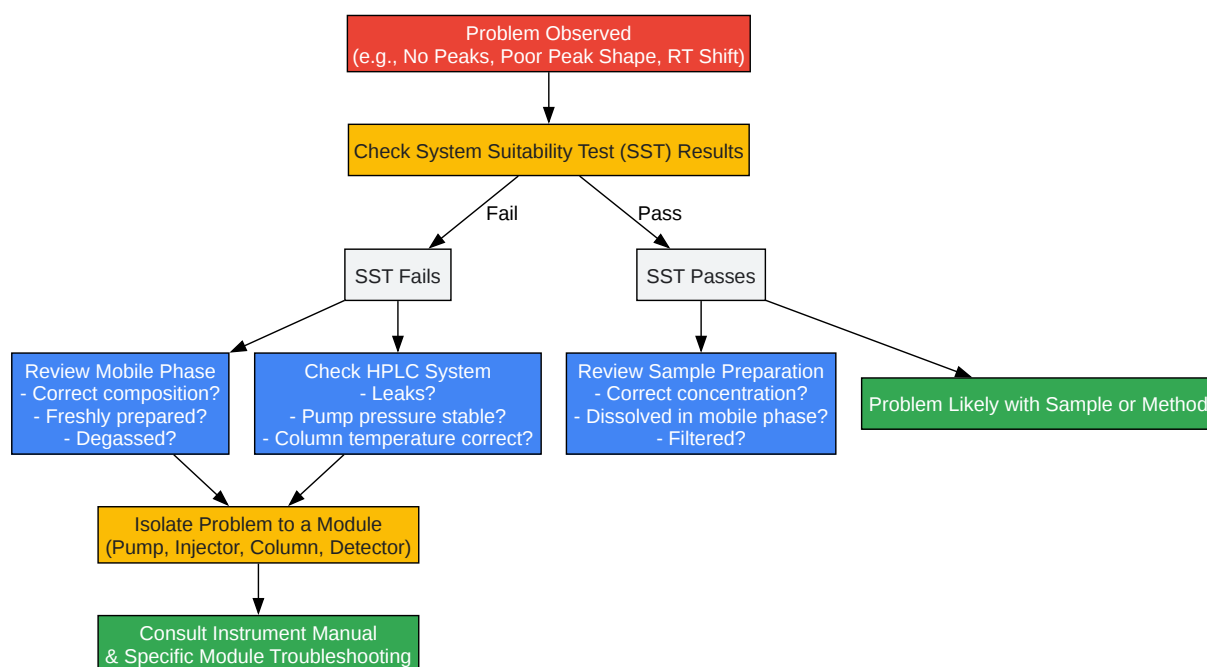 Problem Observed
(e.g., No Peaks, Poor Peak Shape, RT Shift)
Check System Suitability Test (SST) Results
Fail
Pass
SST Fails
SST Passes
Review Mobile Phase
- Correct composition?
- Freshly prepared?
- Degassed?
Check HPLC System
- Leaks?
- Pump pressure stable?
- Column temperature correct?
Review Sample Preparation
- Correct concentration?
- Dissolved in mobile phase?
- Filtered?
Problem Likely with Sample or Method
Isolate Problem to a Module
(Pump, Injector, Column, Detector)
Consult Instrument Manual
& Specific Module Troubleshooting